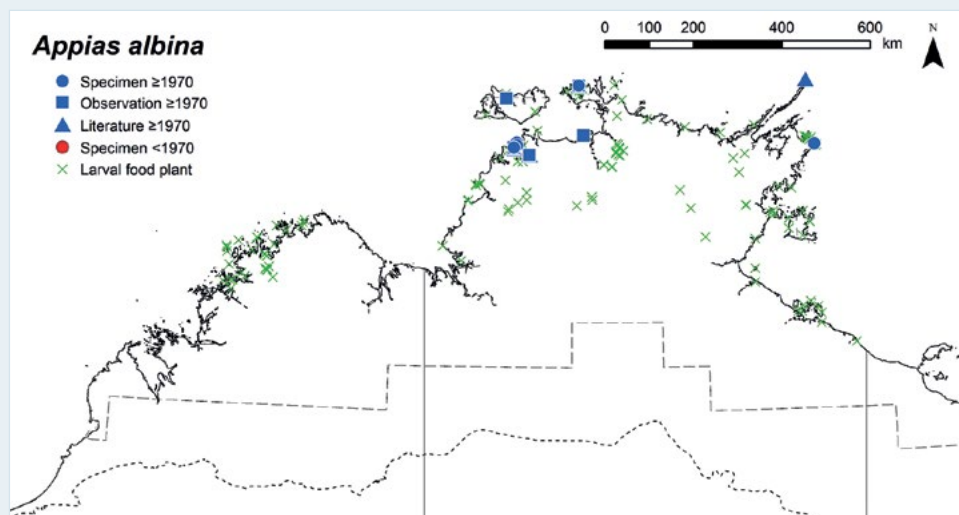 Appias albina
Specimen ≥1970
Observation ≥1970
Literature ≥1970
Specimen <1970
Larval food plant
0 100 200 400 600
km
N